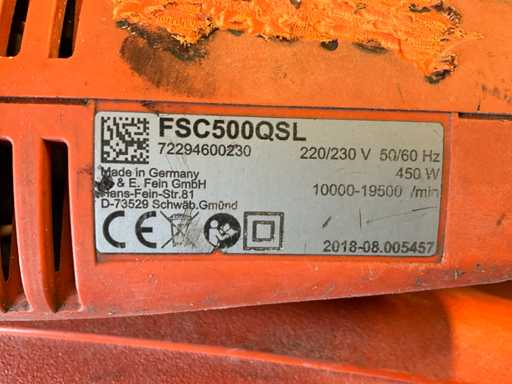 FSC500QSL
72294600230
220/230 V 50/60 Hz
Made in Germany
450 W
& E. Fein GmbH
10000-19500 /min
Hans-Fein-Str.81
D-73529 Schwäb.Gmünd
CE
2018-08.005457